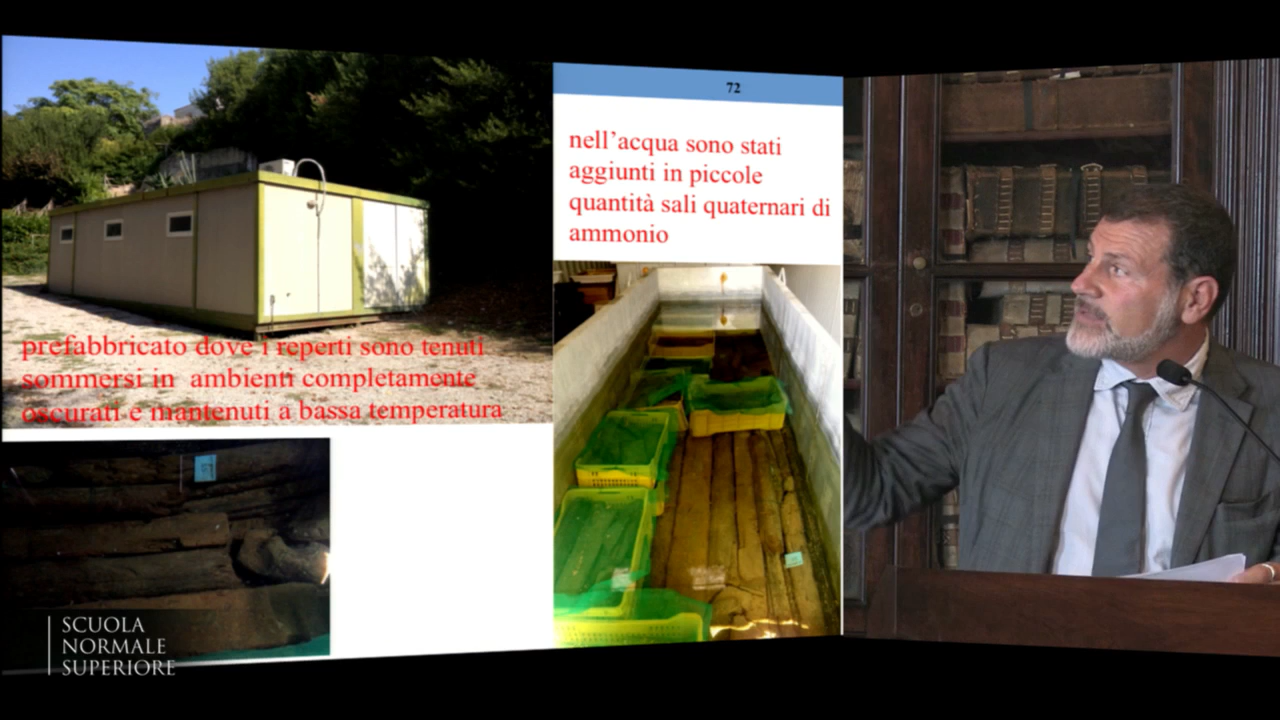 72
nell’acqua sono stati
aggiunti in piccole
quantità sali quaternari di
ammonio
prefabbricato dove i reperti sono tenuti
sommersi in ambienti completamente
oscurati e mantenuti a bassa temperatura
SCUOLA
NORMALE
SUPERIORE